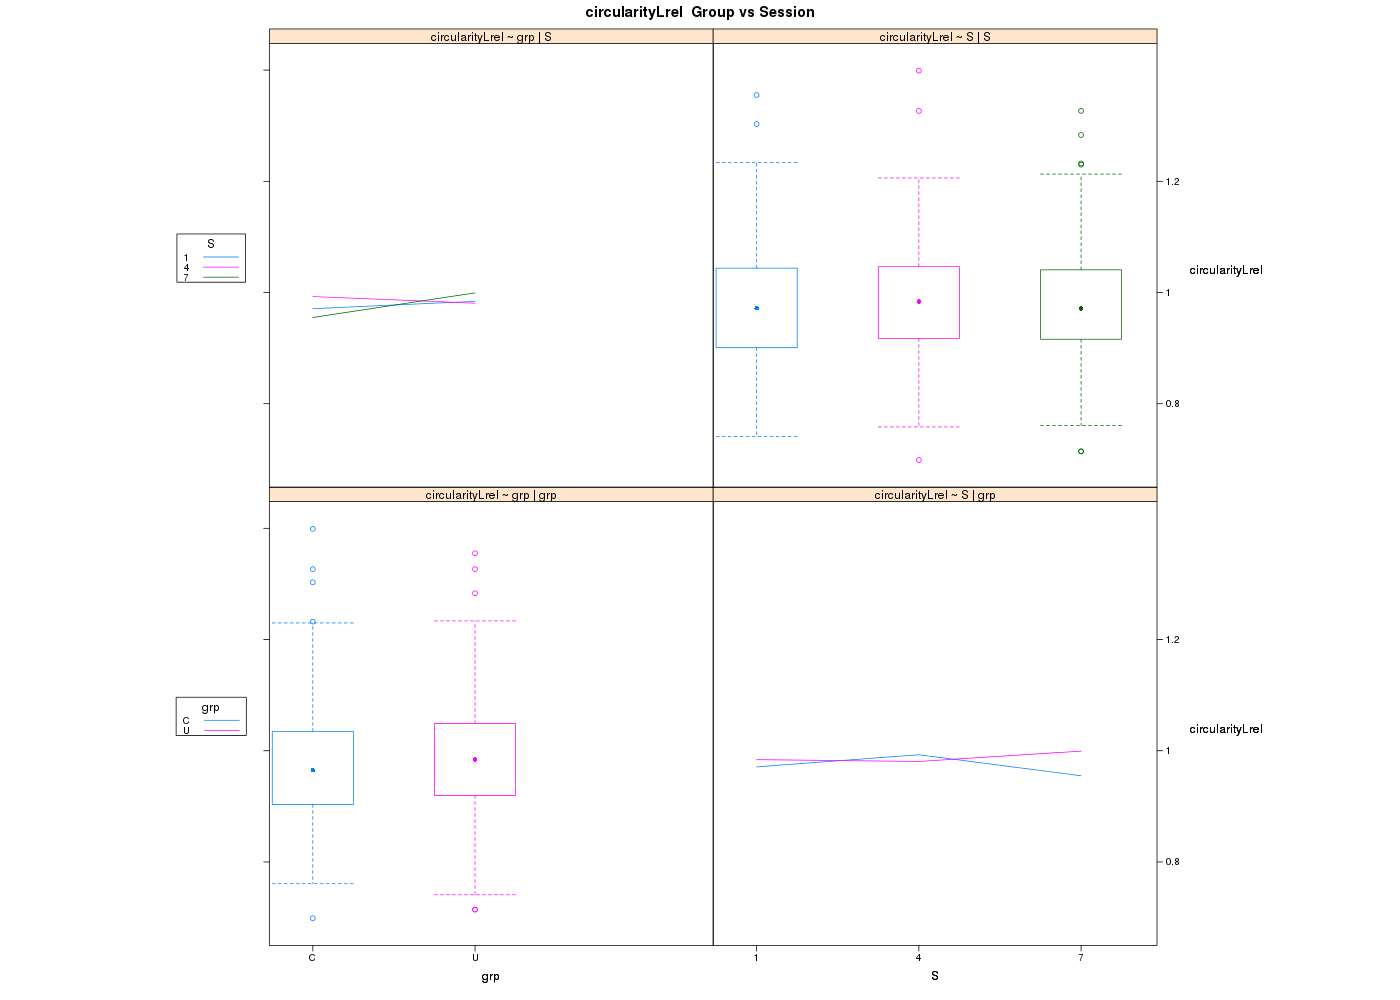 circularityLrel Group vs Session
circularityLrel ~ grp | S
circularityLrel ~ S | S
S
1
4
7
1.2
1
0.8
circularityLrel
circularityLrel ~ grp | grp
circularityLrel ~ S | grp
grp
C
U
1.2
1
0.8
circularityLrel
C
U
1
4
7
grp
S